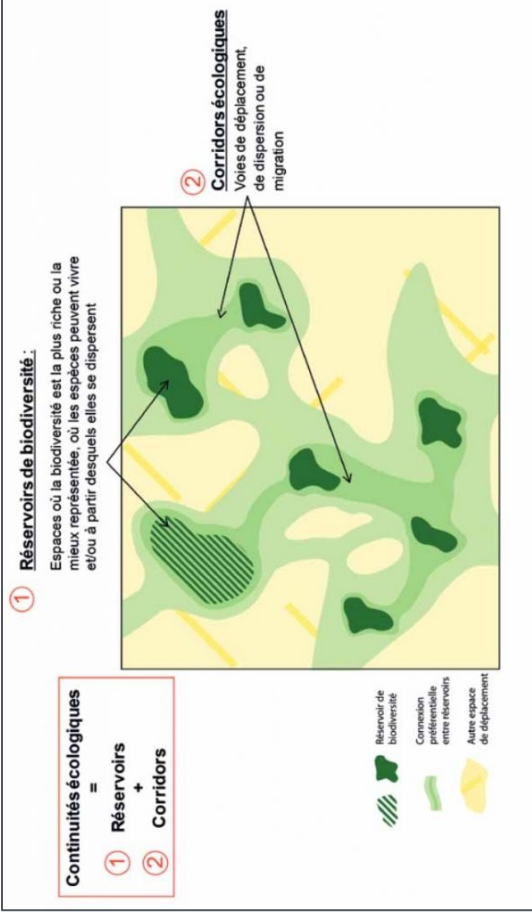 ① Réservoirs de biodiversité :
Espaces où la biodiversité est la plus riche ou la
mieux représentée, où les espèces peuvent vivre
et/ou à partir desquels elles se dispersent
Continuités écologiques
=
① Réservoirs
+
② Corridors
② Corridors écologiques
Voies de déplacement,
de dispersion ou de
migration
Réservoir de
biodiversité
Connexion
préférentielle
entre réservoirs
Autre espace
de déplacement